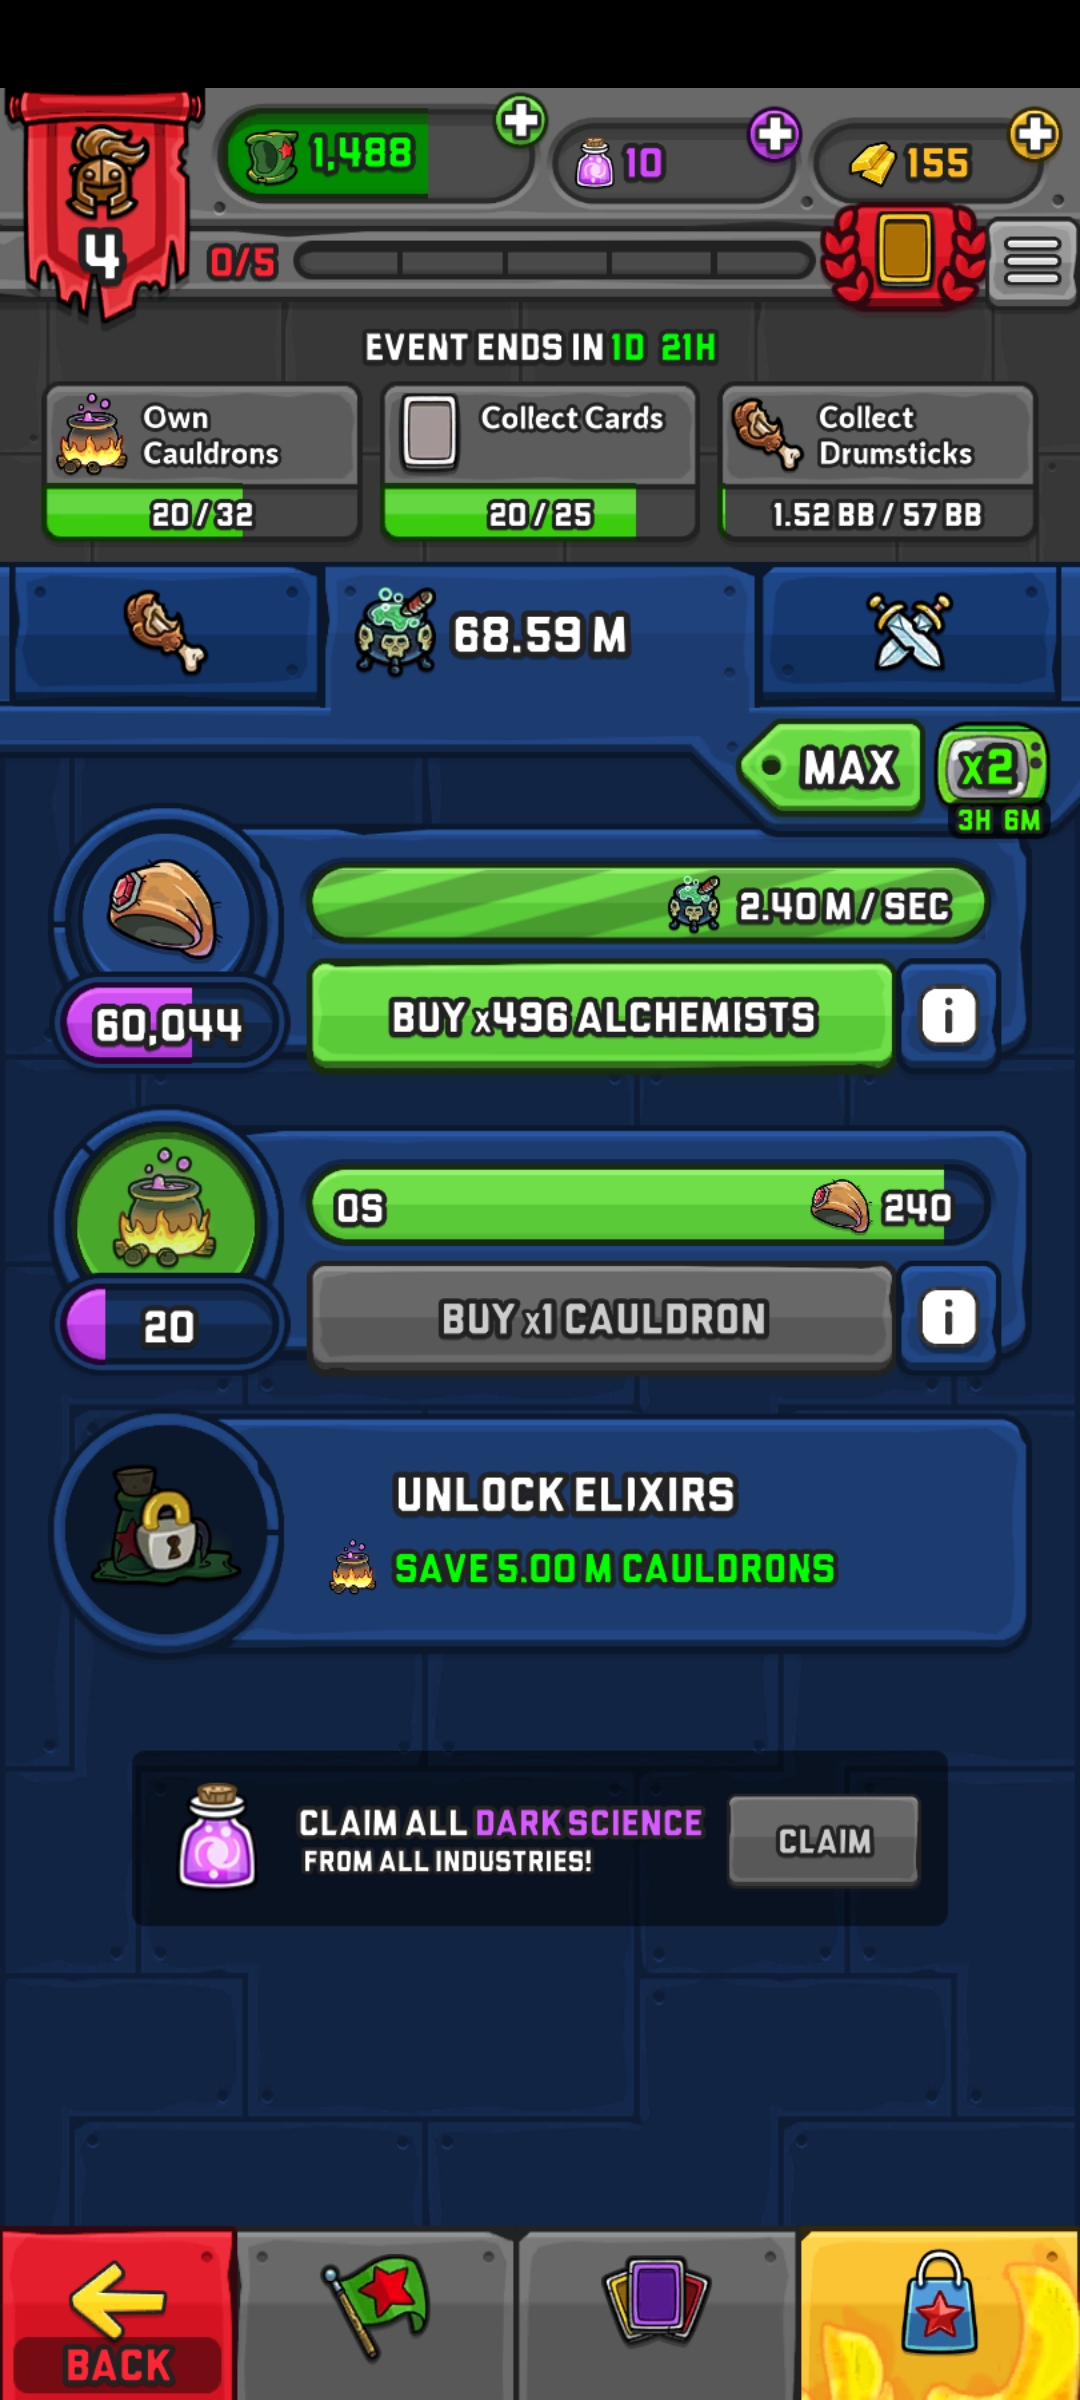 1,488
10
155
4
0/5
EVENT ENDS IN 1D 21H
Own
Cauldrons
20 / 32
Collect Cards
20 / 25
Collect
Drumsticks
1.52 BB / 57 BB
68.59 M
MAX
x2
3H 6M
2.40 M / SEC
60,044
BUY x496 ALCHEMISTS
i
0S
240
20
BUY x1 CAULDRON
i
UNLOCK ELIXIRS
SAVE 5.00 M CAULDRONS
CLAIM ALL DARK SCIENCE
FROM ALL INDUSTRIES!
CLAIM
BACK